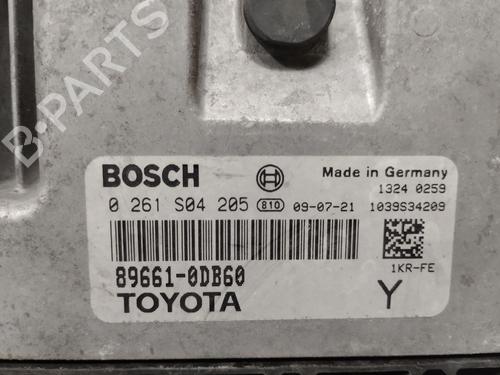 B-PARTS
BOSCH Made in Germany
1324 0259
0 261 S04 205 810 09-07-21 1039S34209
1KR-FE
89661-0DB60
TOYOTA Y